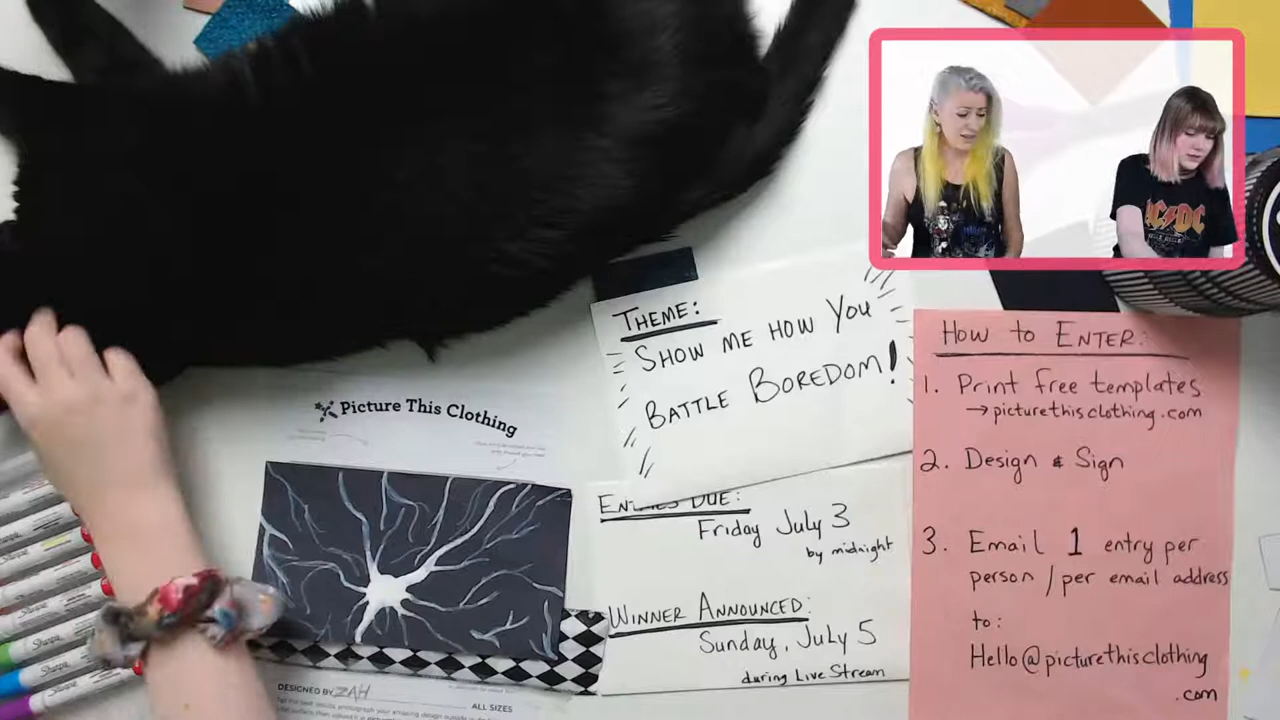 THEME:
SHOW ME HOW YOU
BATTLE BOREDOM!
ENTRIES DUE:
Friday July 3
by midnight
WINNER ANNOUNCED:
Sunday, July 5
during Live Stream
HOW TO ENTER:
1. Print free templates
→ picturethisclothing.com
2. Design & Sign
3. Email 1 entry per
person / per email address
to:
Hello@picturethisclothing
.com
Picture This Clothing
DESIGNED BY ZAH
ALL SIZES
AC/DC
Sharpie
Sharpie
Sharpie